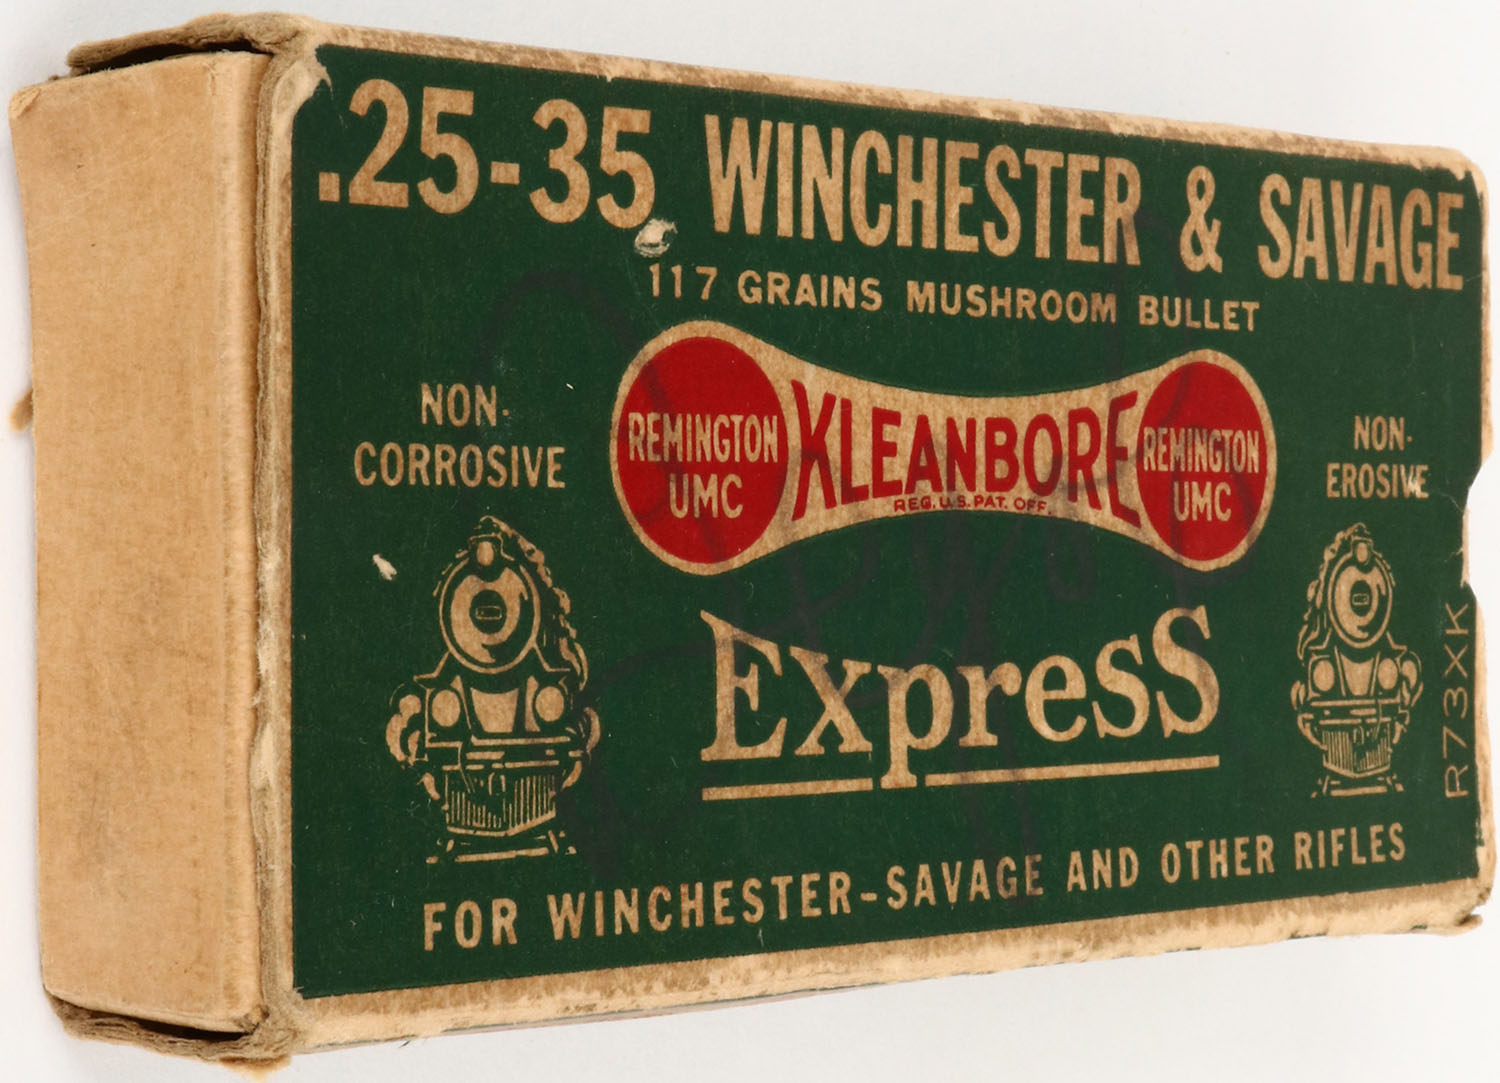 .25-35 WINCHESTER & SAVAGE
117 GRAINS MUSHROOM BULLET
NON-
CORROSIVE
REMINGTON
UMC
KLEANBORE
REG. U.S. PAT. OFF.
REMINGTON
UMC
NON-
EROSIVE
Express
R73XK
FOR WINCHESTER-SAVAGE AND OTHER RIFLES